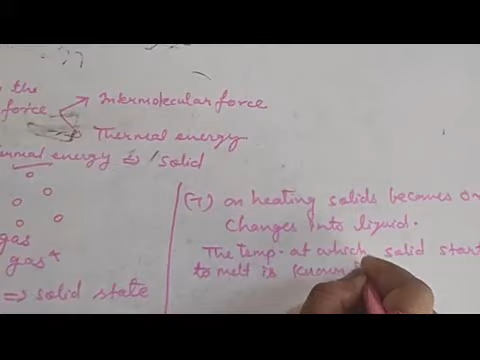 the
force
Intermolecular force
Thermal energy
energy ⇒ solid
gas
gas
⇒ solid state
(7) on heating solids becomes or
changes into liquid.
The temp. at which solid start
to melt is known